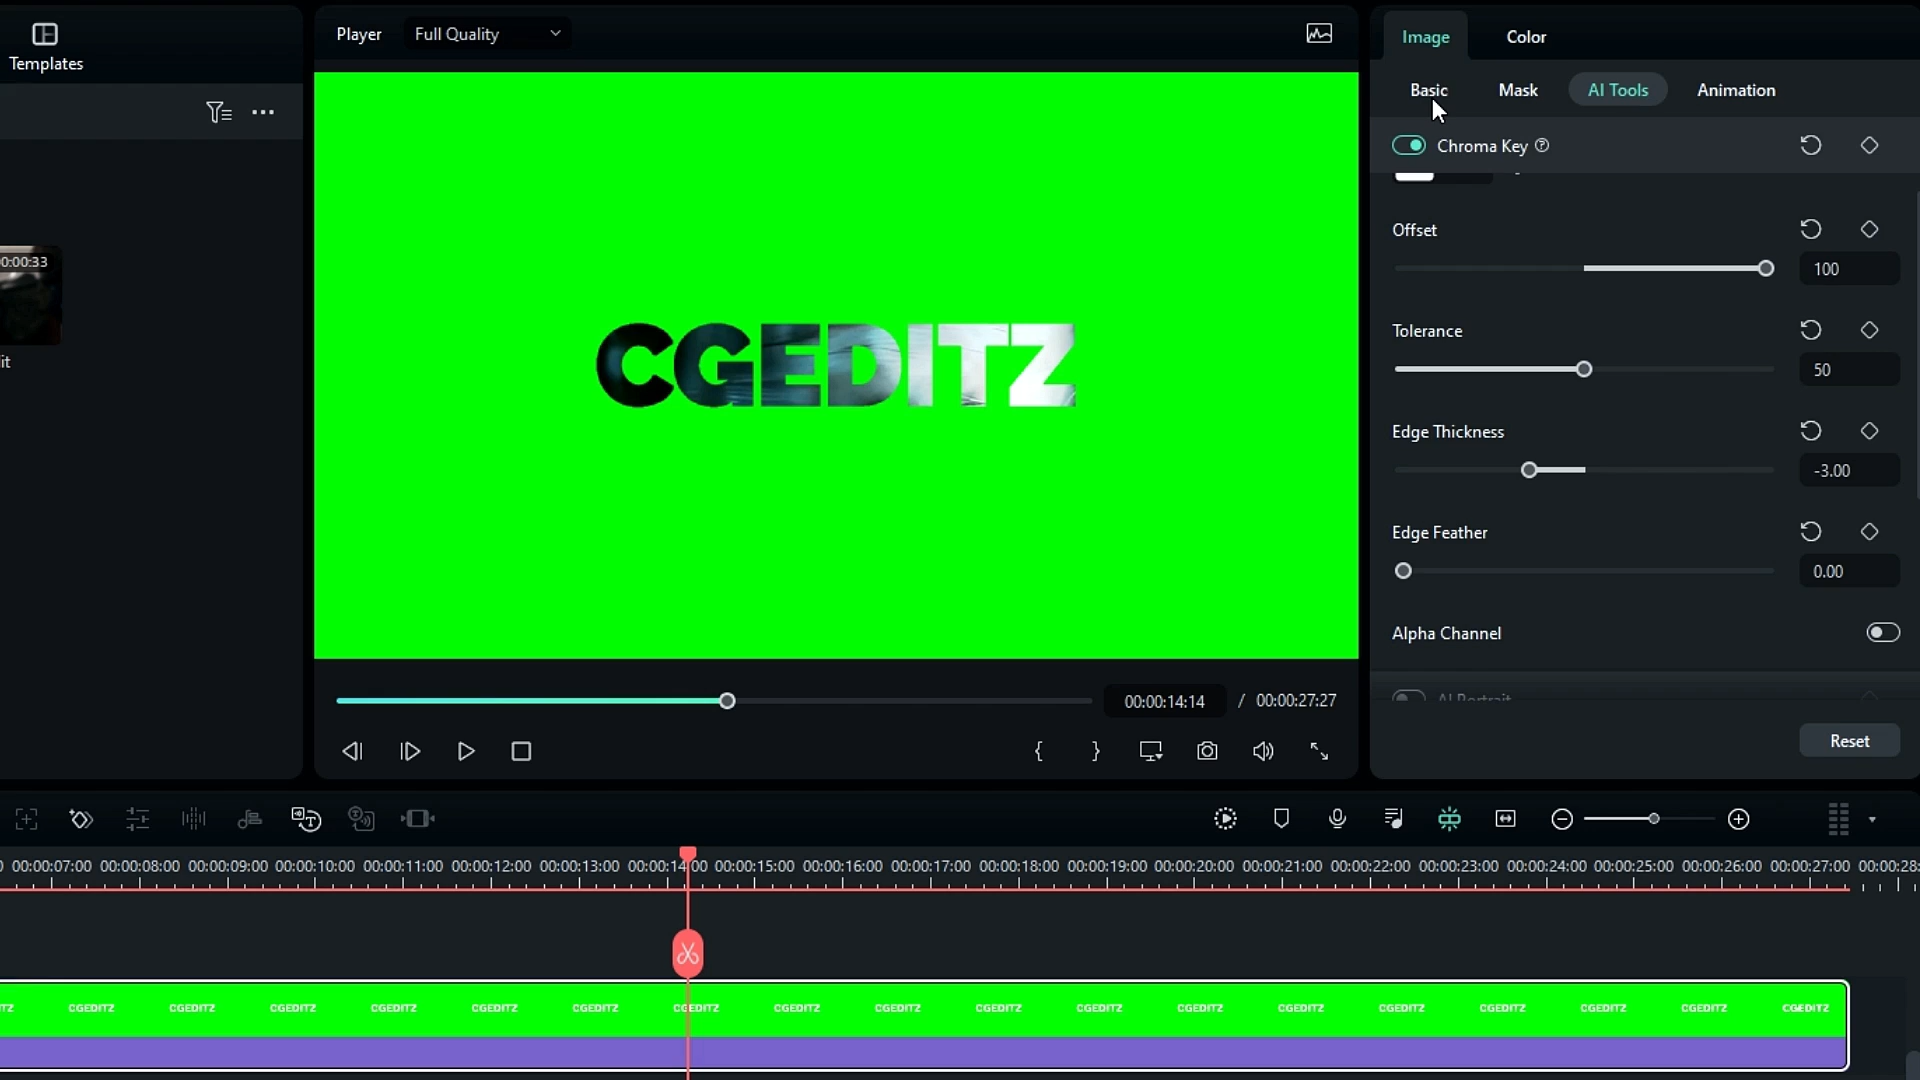 Templates
Player
Full Quality
Image
Color
Basic
Mask
AI Tools
Animation
Chroma Key
Offset
100
Tolerance
50
Edge Thickness
-3.00
Edge Feather
0.00
Alpha Channel
AI Portrait
Reset
0:00:33
it
CGEDITZ
00:00:14:14 / 00:00:27:27
0 00:00:07:00 00:00:08:00 00:00:09:00 00:00:10:00 00:00:11:00 00:00:12:00 00:00:13:00 00:00:14:00 00:00:15:00 00:00:16:00 00:00:17:00 00:00:18:00 00:00:19:00 00:00:20:00 00:00:21:00 00:00:22:00 00:00:23:00 00:00:24:00 00:00:25:00 00:00:26:00 00:00:27:00 00:00:28:
TZ CGEDITZ CGEDITZ CGEDITZ CGEDITZ CGEDITZ CGEDITZ CGEDITZ CGEDITZ CGEDITZ CGEDITZ CGEDITZ CGEDITZ CGEDITZ CGEDITZ CGEDITZ CGEDITZ CGEDITZ CGEDITZ